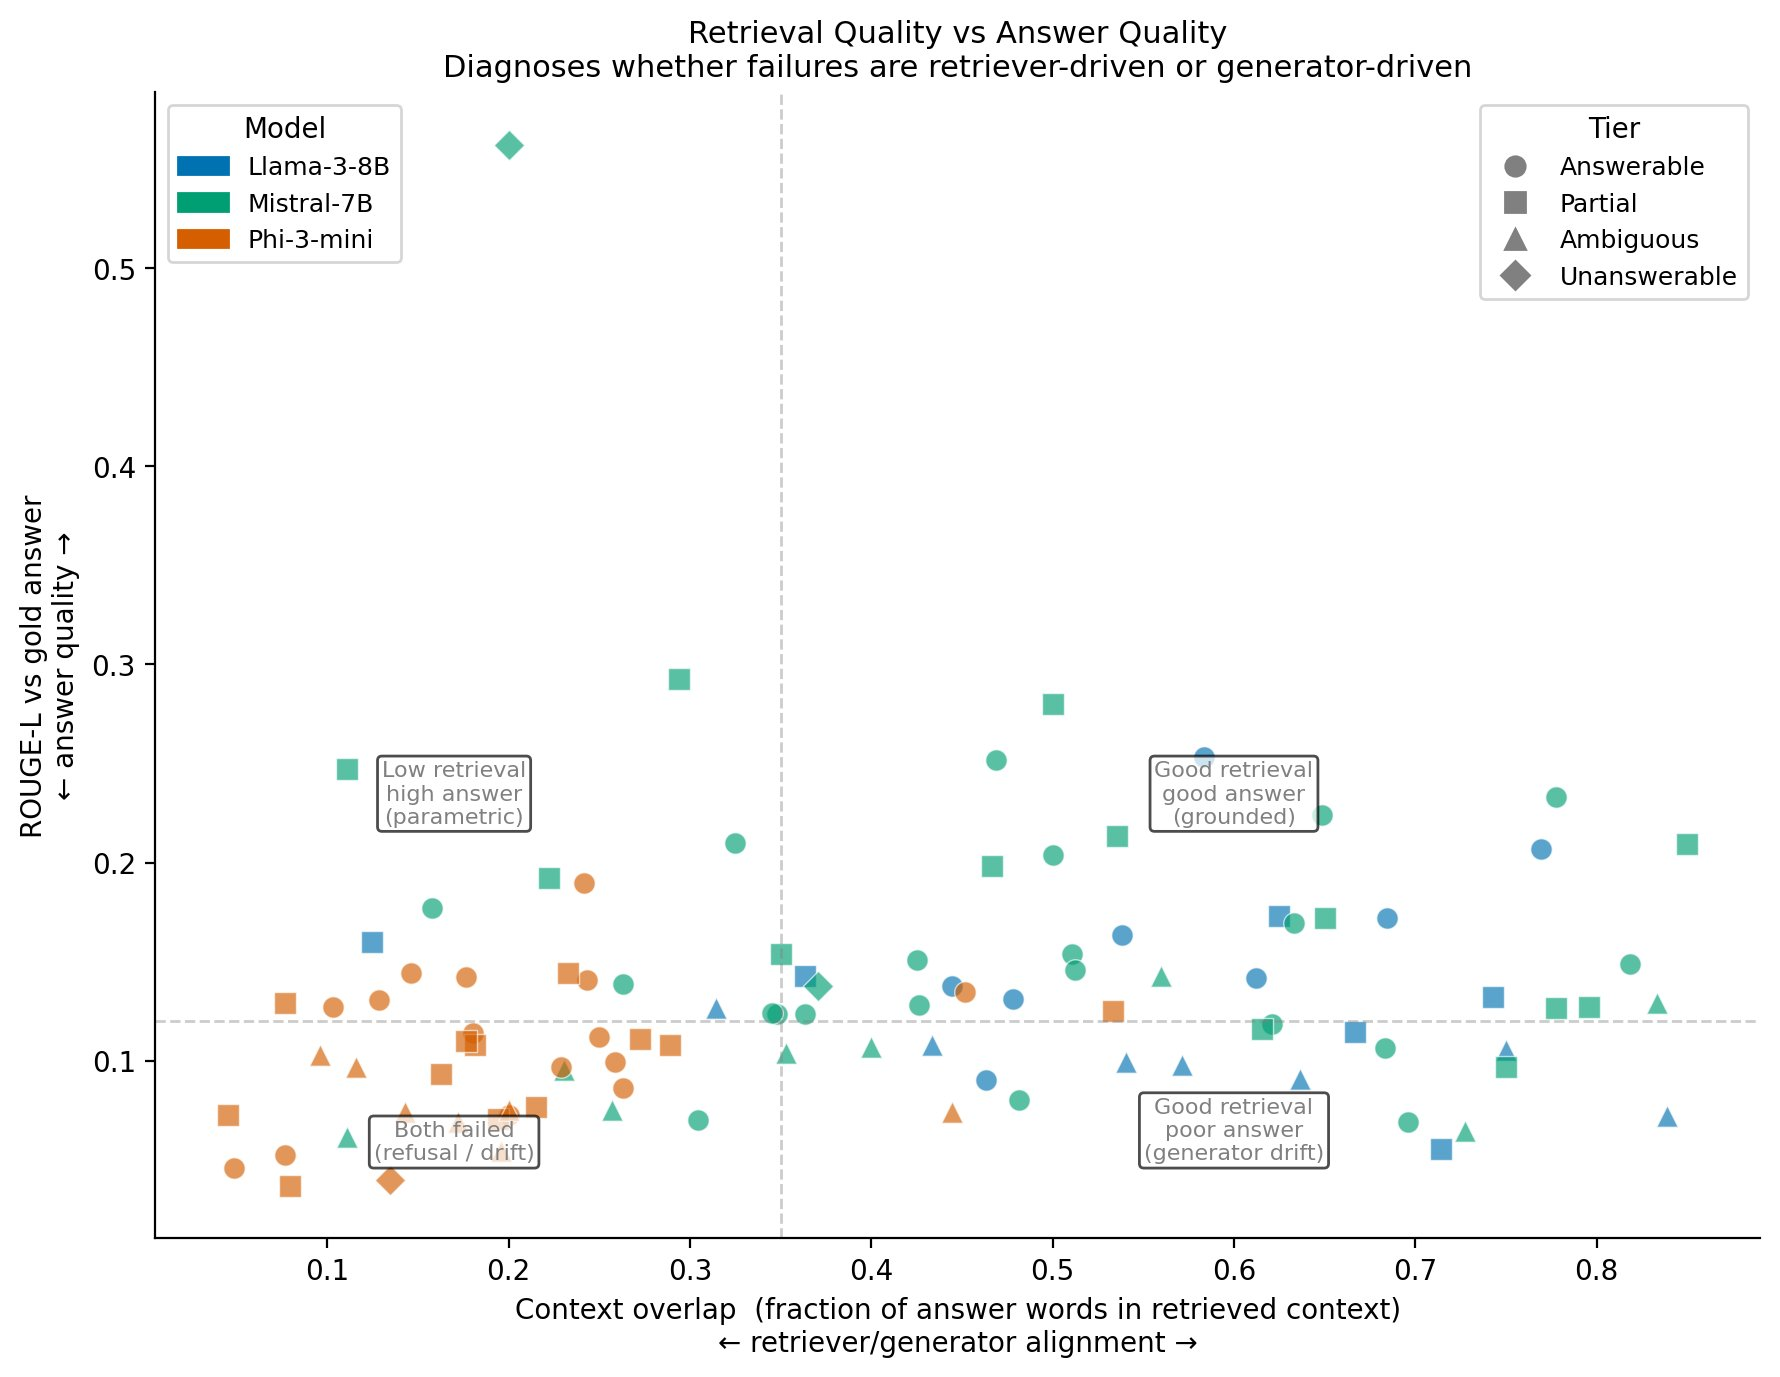 Retrieval Quality vs Answer Quality
Diagnoses whether failures are retriever-driven or generator-driven
Model
Llama-3-8B
Mistral-7B
Phi-3-mini
Tier
Answerable
Partial
Ambiguous
Unanswerable
ROUGE-L vs gold answer
← answer quality →
0.5
0.4
0.3
0.2
0.1
Low retrieval
high answer
(parametric)
Good retrieval
good answer
(grounded)
Both failed
(refusal / drift)
Good retrieval
poor answer
(generator drift)
0.1
0.2
0.3
0.4
0.5
0.6
0.7
0.8
Context overlap  (fraction of answer words in retrieved context)
← retriever/generator alignment →